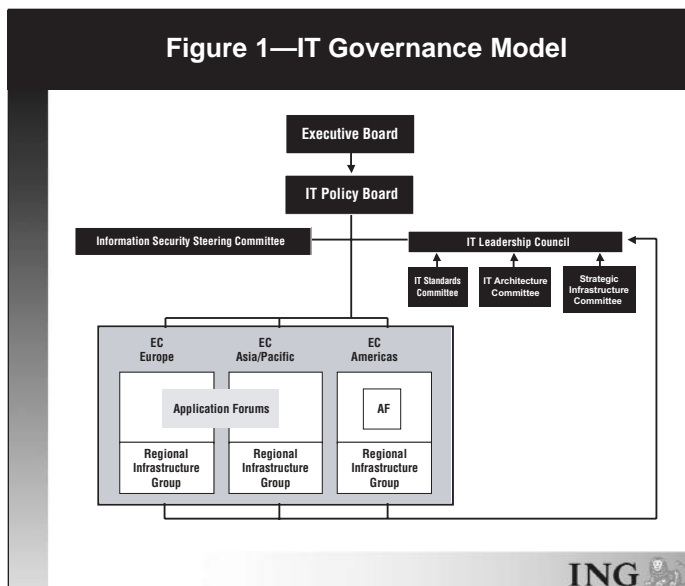 Figure 1—IT Governance Model
Executive Board
IT Policy Board
Information Security Steering Committee
IT Leadership Council
IT Standards
Committee
IT Architecture
Committee
Strategic
Infrastructure
Committee
EC
Europe
EC
Asia/Pacific
EC
Americas
Application Forums
AF
Regional
Infrastructure
Group
Regional
Infrastructure
Group
Regional
Infrastructure
Group
ING